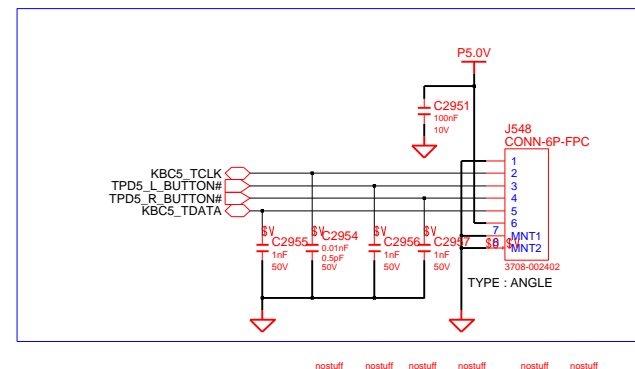 P5.0V
C2951
100nF
10V
J548
CONN-6P-FPC
1
KBC5_TCLK
2
TPD5_L_BUTTON#
3
TPD5_R_BUTTON#
4
KBC5_TDATA
5
6
$V
$V
$V
$V
7
MNT1
C2955
C2954
C2956
C2957
8
MNT2
1nF
0.01nF
1nF
1nF
0.5pF
50V
50V
50V
50V
3708-002402
TYPE : ANGLE
nostuff nostuff nostuff nostuff nostuff nostuff